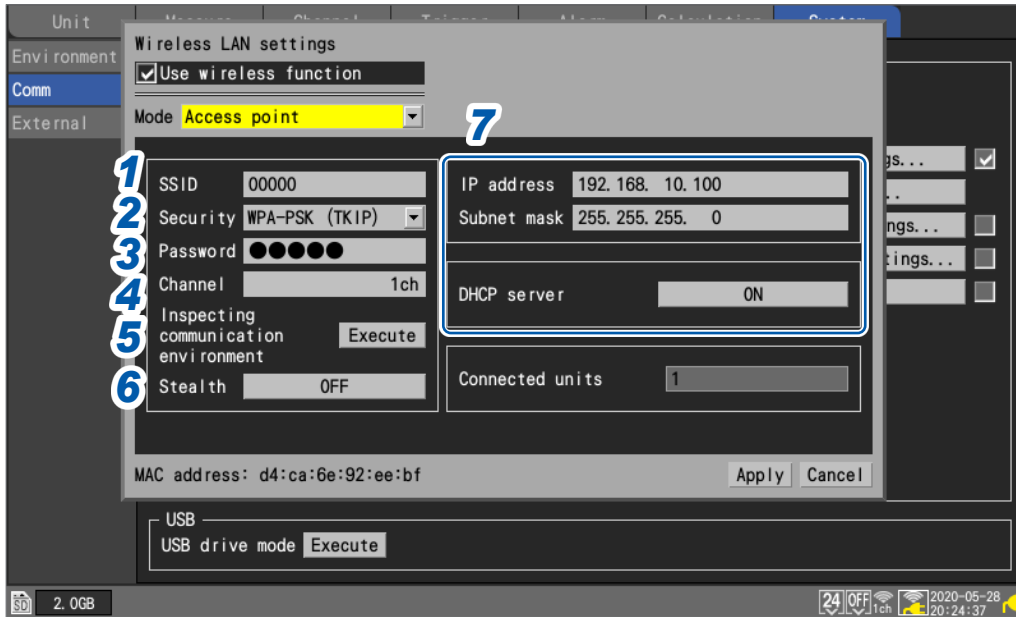 Unit Measure Channel Trigger Alarm Calculation System
Environment
Comm
External
Wireless LAN settings
Use wireless function
Mode Access point
7
1 SSID 00000
2 Security WPA-PSK (TKIP)
3 Password ●●●●●
4 Channel 1ch
5 Inspecting
communication
environment Execute
6 Stealth OFF
IP address 192.168. 10.100
Subnet mask 255.255.255. 0
DHCP server ON
Connected units 1
gs...
..
ngs...
tings...
MAC address: d4:ca:6e:92:ee:bf
Apply Cancel
USB
USB drive mode Execute
SD 2.0GB
24 OFF 1ch 2020-05-28
20:24:37